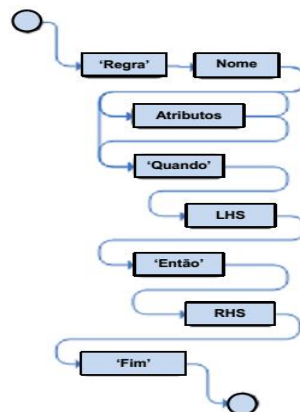 ‘Regra’ Nome
Atributos
‘Quando’
LHS
‘Então’
RHS
‘Fim’